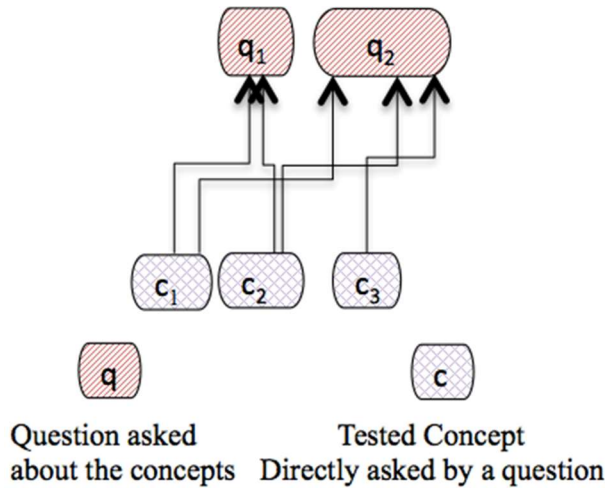 q₁ q₂
c₁ c₂ c₃
q c
Question asked Tested Concept
about the concepts Directly asked by a question